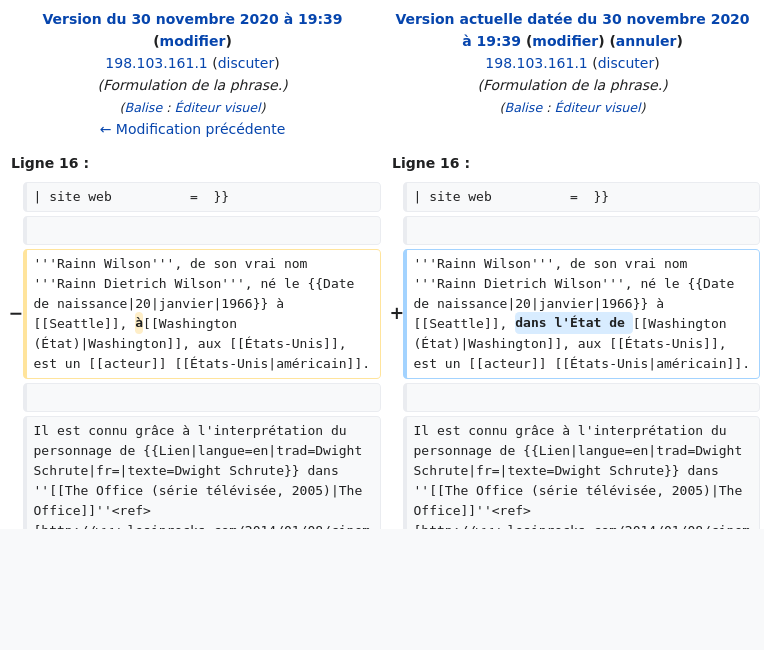 Version du 30 novembre 2020 à 19:39
(modifier)
198.103.161.1 (discuter)
(Formulation de la phrase.)
(Balise : Éditeur visuel)
← Modification précédente
Version actuelle datée du 30 novembre 2020
à 19:39 (modifier) (annuler)
198.103.161.1 (discuter)
(Formulation de la phrase.)
(Balise : Éditeur visuel)
Ligne 16 :
| site web          =  }}
− '''Rainn Wilson''', de son vrai nom
'''Rainn Dietrich Wilson''', né le {{Date
de naissance|20|janvier|1966}} à
[[Seattle]], à[[Washington
(État)|Washington]], aux [[États-Unis]],
est un [[acteur]] [[États-Unis|américain]].
Il est connu grâce à l'interprétation du
personnage de {{Lien|langue=en|trad=Dwight
Schrute|fr=|texte=Dwight Schrute}} dans
''[[The Office (série télévisée, 2005)|The
Office]]''<ref>
Ligne 16 :
| site web          =  }}
+ '''Rainn Wilson''', de son vrai nom
'''Rainn Dietrich Wilson''', né le {{Date
de naissance|20|janvier|1966}} à
[[Seattle]], dans l'État de [[Washington
(État)|Washington]], aux [[États-Unis]],
est un [[acteur]] [[États-Unis|américain]].
Il est connu grâce à l'interprétation du
personnage de {{Lien|langue=en|trad=Dwight
Schrute|fr=|texte=Dwight Schrute}} dans
''[[The Office (série télévisée, 2005)|The
Office]]''<ref>